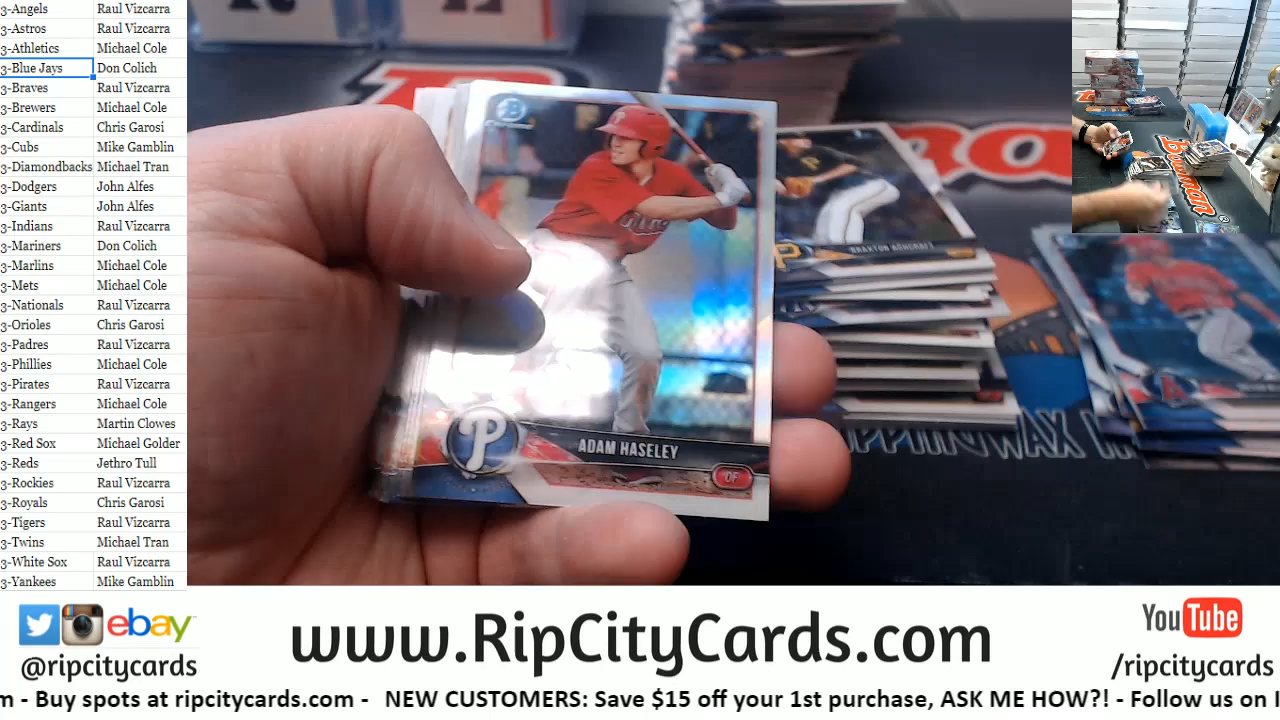 3-Angels Raul Vizcarra
3-Astros Raul Vizcarra
3-Athletics Michael Cole
3-Blue Jays Don Colich
3-Braves Raul Vizcarra
3-Brewers Michael Cole
3-Cardinals Chris Garosi
3-Cubs Mike Gamblin
3-Diamondbacks Michael Tran
3-Dodgers John Alfes
3-Giants John Alfes
3-Indians Raul Vizcarra
3-Mariners Don Colich
3-Marlins Michael Cole
3-Mets Michael Cole
3-Nationals Raul Vizcarra
3-Orioles Chris Garosi
3-Padres Raul Vizcarra
3-Phillies Michael Cole
3-Pirates Raul Vizcarra
3-Rangers Michael Cole
3-Rays Martin Clowes
3-Red Sox Michael Golder
3-Reds Jethro Tull
3-Rockies Raul Vizcarra
3-Royals Chris Garosi
3-Tigers Raul Vizcarra
3-Twins Michael Tran
3-White Sox Raul Vizcarra
3-Yankees Mike Gamblin
BRAXTON ASHCRAFT
P
ADAM HASELEY
OF
Bowman
ebay
@ripcitycards
www.RipCityCards.com
YouTube
/ripcitycards
m - Buy spots at ripcitycards.com - NEW CUSTOMERS: Save $15 off your 1st purchase, ASK ME HOW?! - Follow us on I